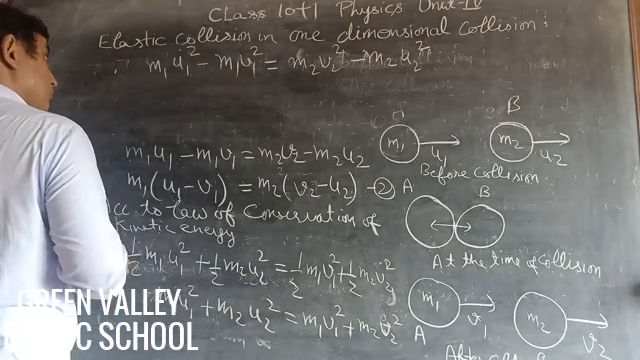 Class 10+1 Physics Unit-IV
Elastic collision in one dimensional collision:
m₁u₁² - m₁v₁² = m₂v₂² - m₂u₂²
m₁u₁ - m₁v₁ = m₂v₂ - m₂u₂
m₁(u₁ - v₁) = m₂(v₂ - u₂) - ②
Acc to law of Conservation of
Kinetic energy
½m₁u₁² + ½m₂u₂² = ½m₁v₁² + ½m₂v₂²
u₁² + m₂u₂² = m₁v₁² + m₂v₂²
B
m₁ u₁ m₂ u₂
Before Collision
A B
At the time of collision
m₁ v₁ m₂ v₂
A
After
GREEN VALLEY
SCHOOL